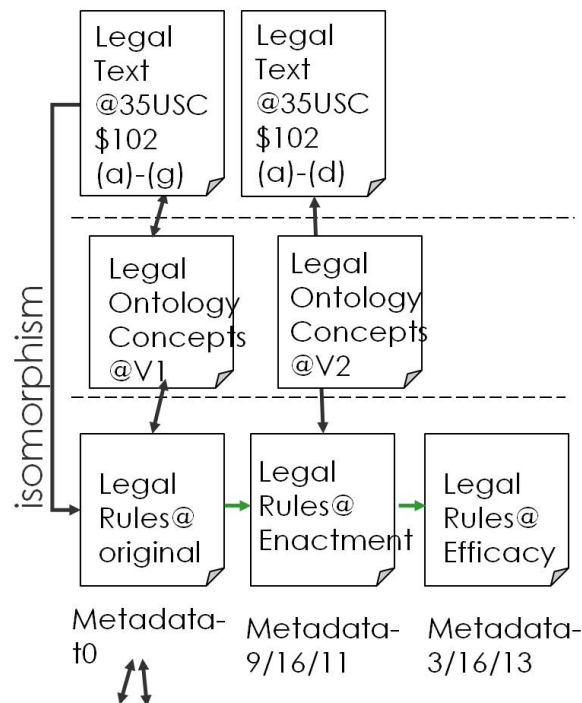 Legal
Text
@35USC
$102
(a)-(g)
Legal
Text
@35USC
$102
(a)-(d)
isomorphism
Legal
Ontology
Concepts
@V1
Legal
Ontology
Concepts
@V2
Legal
Rules@
original
Legal
Rules@
Enactment
Legal
Rules@
Efficacy
Metadata-
t0
Metadata-
9/16/11
Metadata-
3/16/13